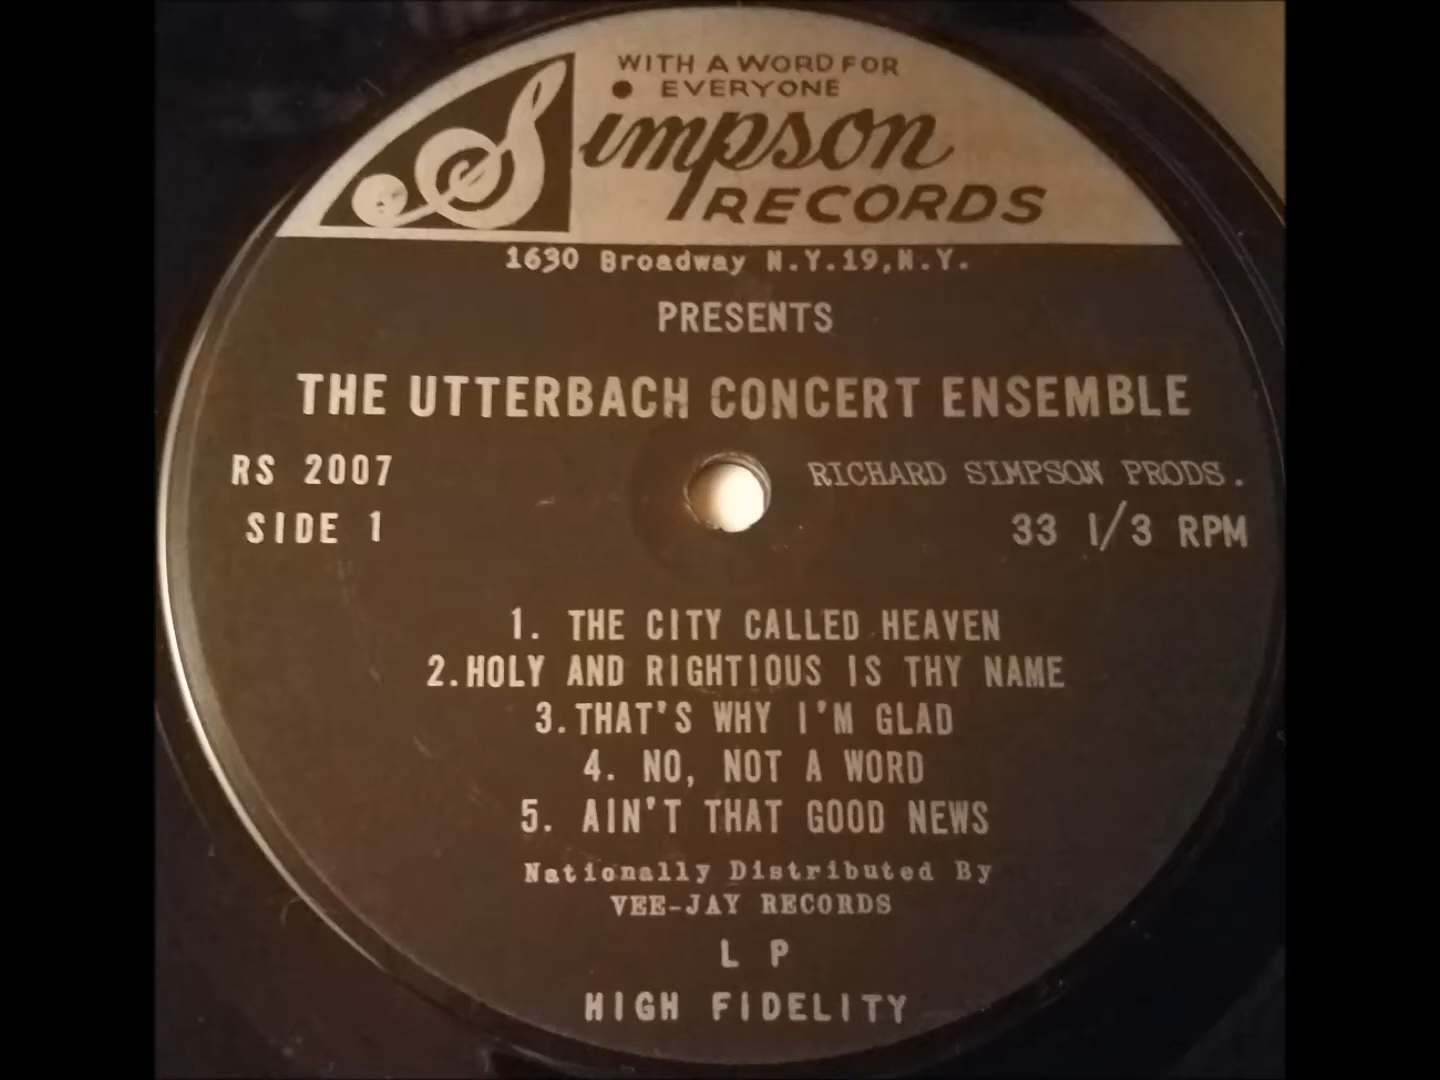 WITH A WORD FOR
EVERYONE
Simpson
RECORDS
1630 Broadway N.Y.19,N.Y.
PRESENTS
THE UTTERBACH CONCERT ENSEMBLE
RS 2007
RICHARD SIMPSON PRODS.
SIDE 1
33 1/3 RPM
1. THE CITY CALLED HEAVEN
2. HOLY AND RIGHTIOUS IS THY NAME
3. THAT'S WHY I'M GLAD
4. NO, NOT A WORD
5. AIN'T THAT GOOD NEWS
Nationally Distributed By
VEE-JAY RECORDS
L P
HIGH FIDELITY